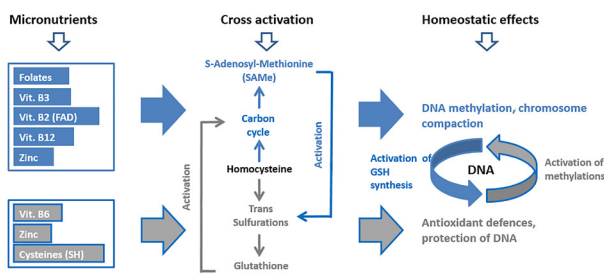 Micronutrients
Cross activation
Homeostatic effects
Folates
Vit. B3
Vit. B2 (FAD)
Vit. B12
Zinc
Vit. B6
Zinc
Cysteines (SH)
S-Adenosyl-Methionine
(SAMe)
Carbon
cycle
Homocysteine
Trans
Sulfurations
Glutathione
Activation
Activation
DNA methylation, chromosome
compaction
Activation of
GSH
synthesis
DNA
Activation of
methylations
Antioxidant defences,
protection of DNA